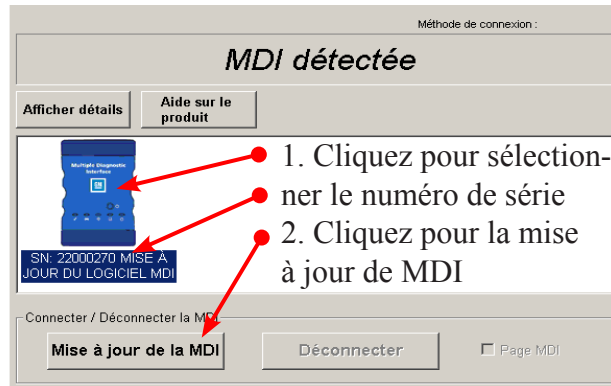 Méthode de connexion :
MDI détectée
Afficher détails
Aide sur le
produit
Multiple Diagnostic
Interface
GM
1. Cliquez pour sélection-
ner le numéro de série
2. Cliquez pour la mise
à jour de MDI
SN: 22000270 MISE À
JOUR DU LOGICIEL MDI
Connecter / Déconnecter la MDI
Mise à jour de la MDI
Déconnecter
Page MDI